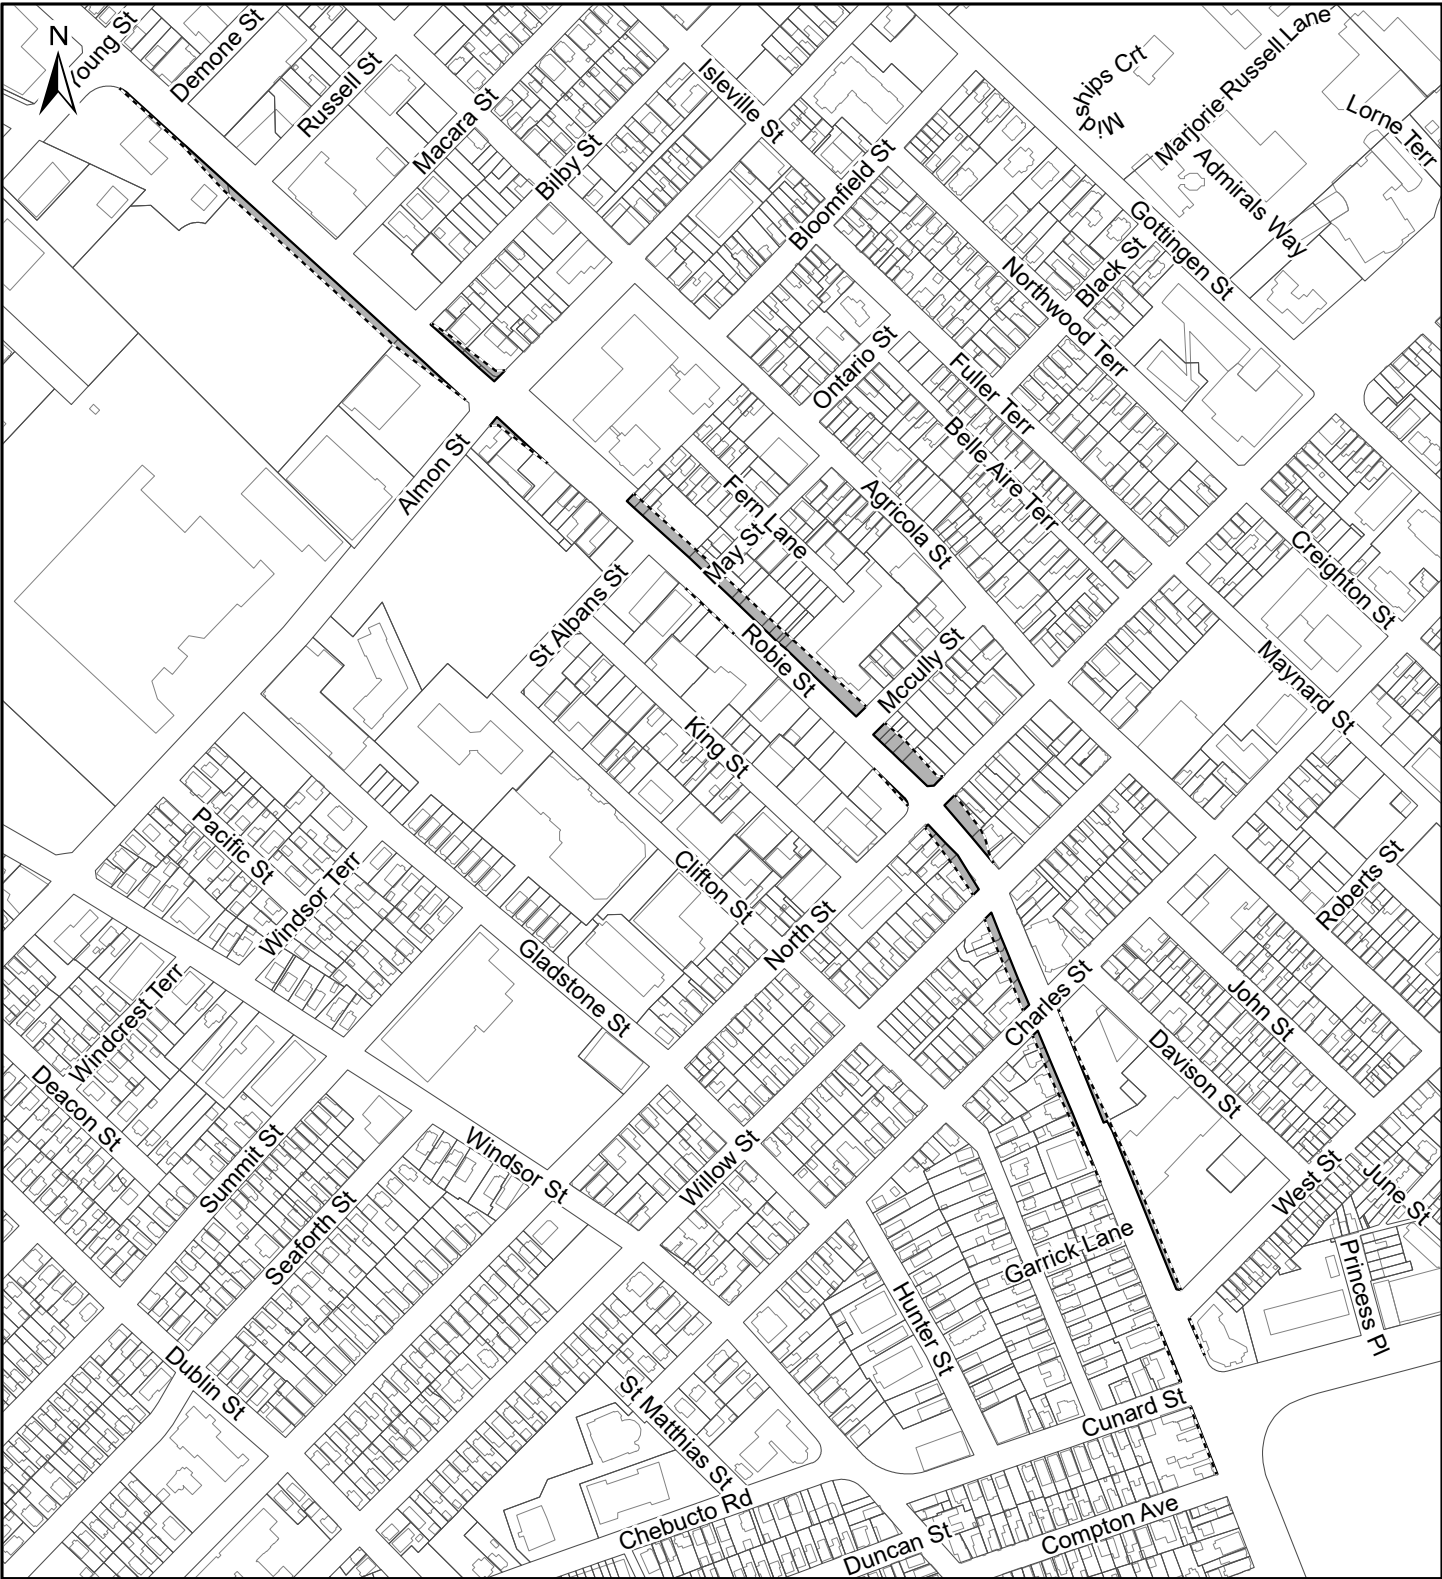 N
Young St
Demone St
Russell St
Macara St
Bilby St
Isleville St
Bloomfield St
Midships Crt
Marjorie Russell Lane
Lorne Terr
Admirals Way
Gottingen St
Black St
Northwood Terr
Ontario St
Fuller Terr
Belle Aire Terr
Almon St
Fern Lane
May St
Agricola St
Creighton St
St Albans St
Robie St
Mccully St
Maynard St
King St
Pacific St
Windsor Terr
Clifton St
North St
Roberts St
Gladstone St
Windcrest Terr
Charles St
John St
Davison St
Deacon St
Summit St
Windsor St
Willow St
West St
June St
Seaforth St
Garrick Lane
Princess Pl
Hunter St
Dublin St
St Matthias St
Cunard St
Chebucto Rd
Duncan St
Compton Ave